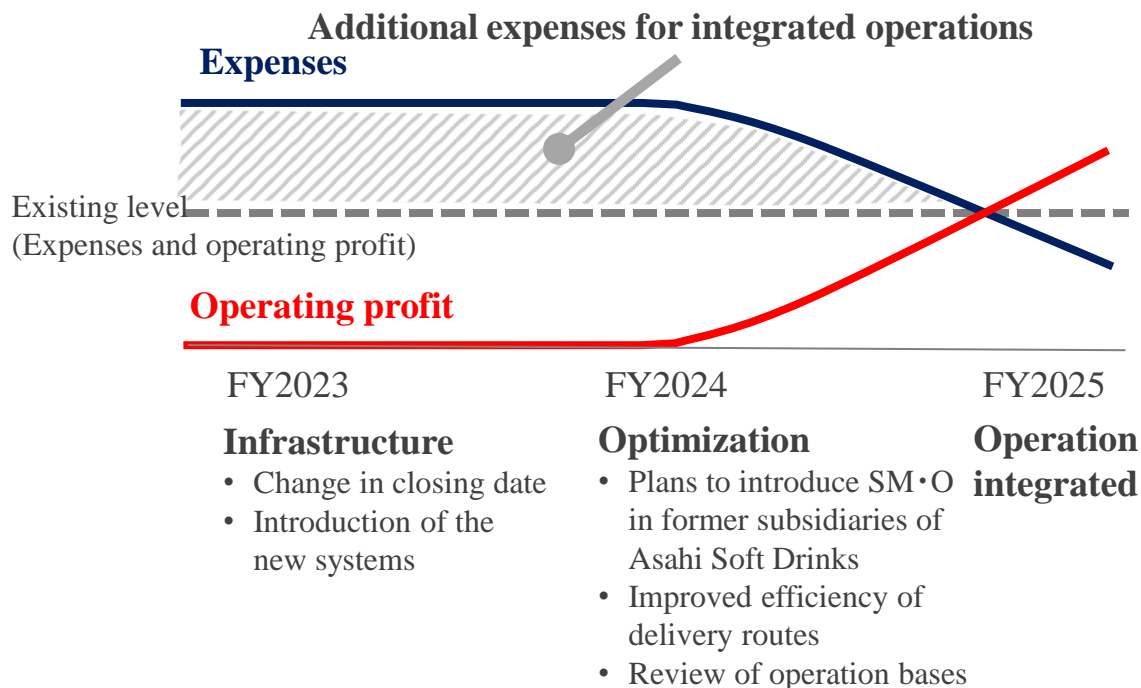 Additional expenses for integrated operations
Expenses
Existing level
(Expenses and operating profit)
Operating profit
FY2023
FY2024
FY2025
Infrastructure
• Change in closing date
• Introduction of the
new systems
Optimization
• Plans to introduce SM・O
in former subsidiaries of
Asahi Soft Drinks
• Improved efficiency of
delivery routes
• Review of operation bases
Operation
integrated